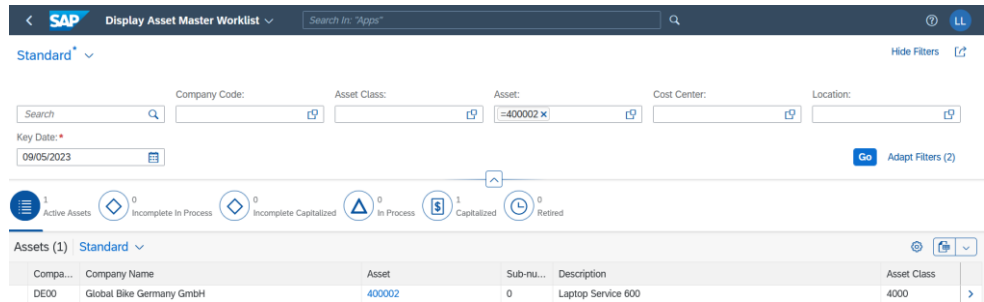 SAP Display Asset Master Worklist Search In: "Apps" LL
Standard* Hide Filters
Company Code: Asset Class: Asset: Cost Center: Location:
Search =400002
Key Date:*
09/05/2023 Go Adapt Filters (2)
1 0 0 0 1 0
Active Assets Incomplete In Process Incomplete Capitalized In Process Capitalized Retired
Assets (1) Standard
Compa... Company Name Asset Sub-nu... Description Asset Class
DE00 Global Bike Germany GmbH 400002 0 Laptop Service 600 4000